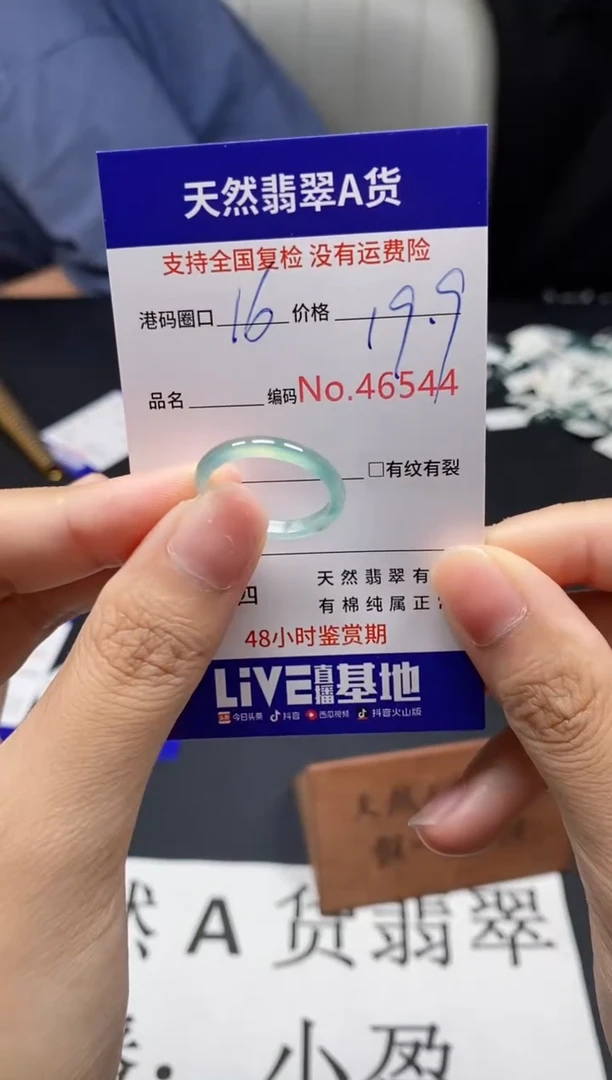 天然翡翠A货
支持全国复检 没有运费险
港码圈口 16 价格 19.9
品名 编码 No.46544
□有纹有裂
四 天然翡翠有
有棉纯属正
48小时鉴赏期
LiVE直播基地
今日头条 抖音 西瓜视频 抖音火山版
A 货翡翠
小